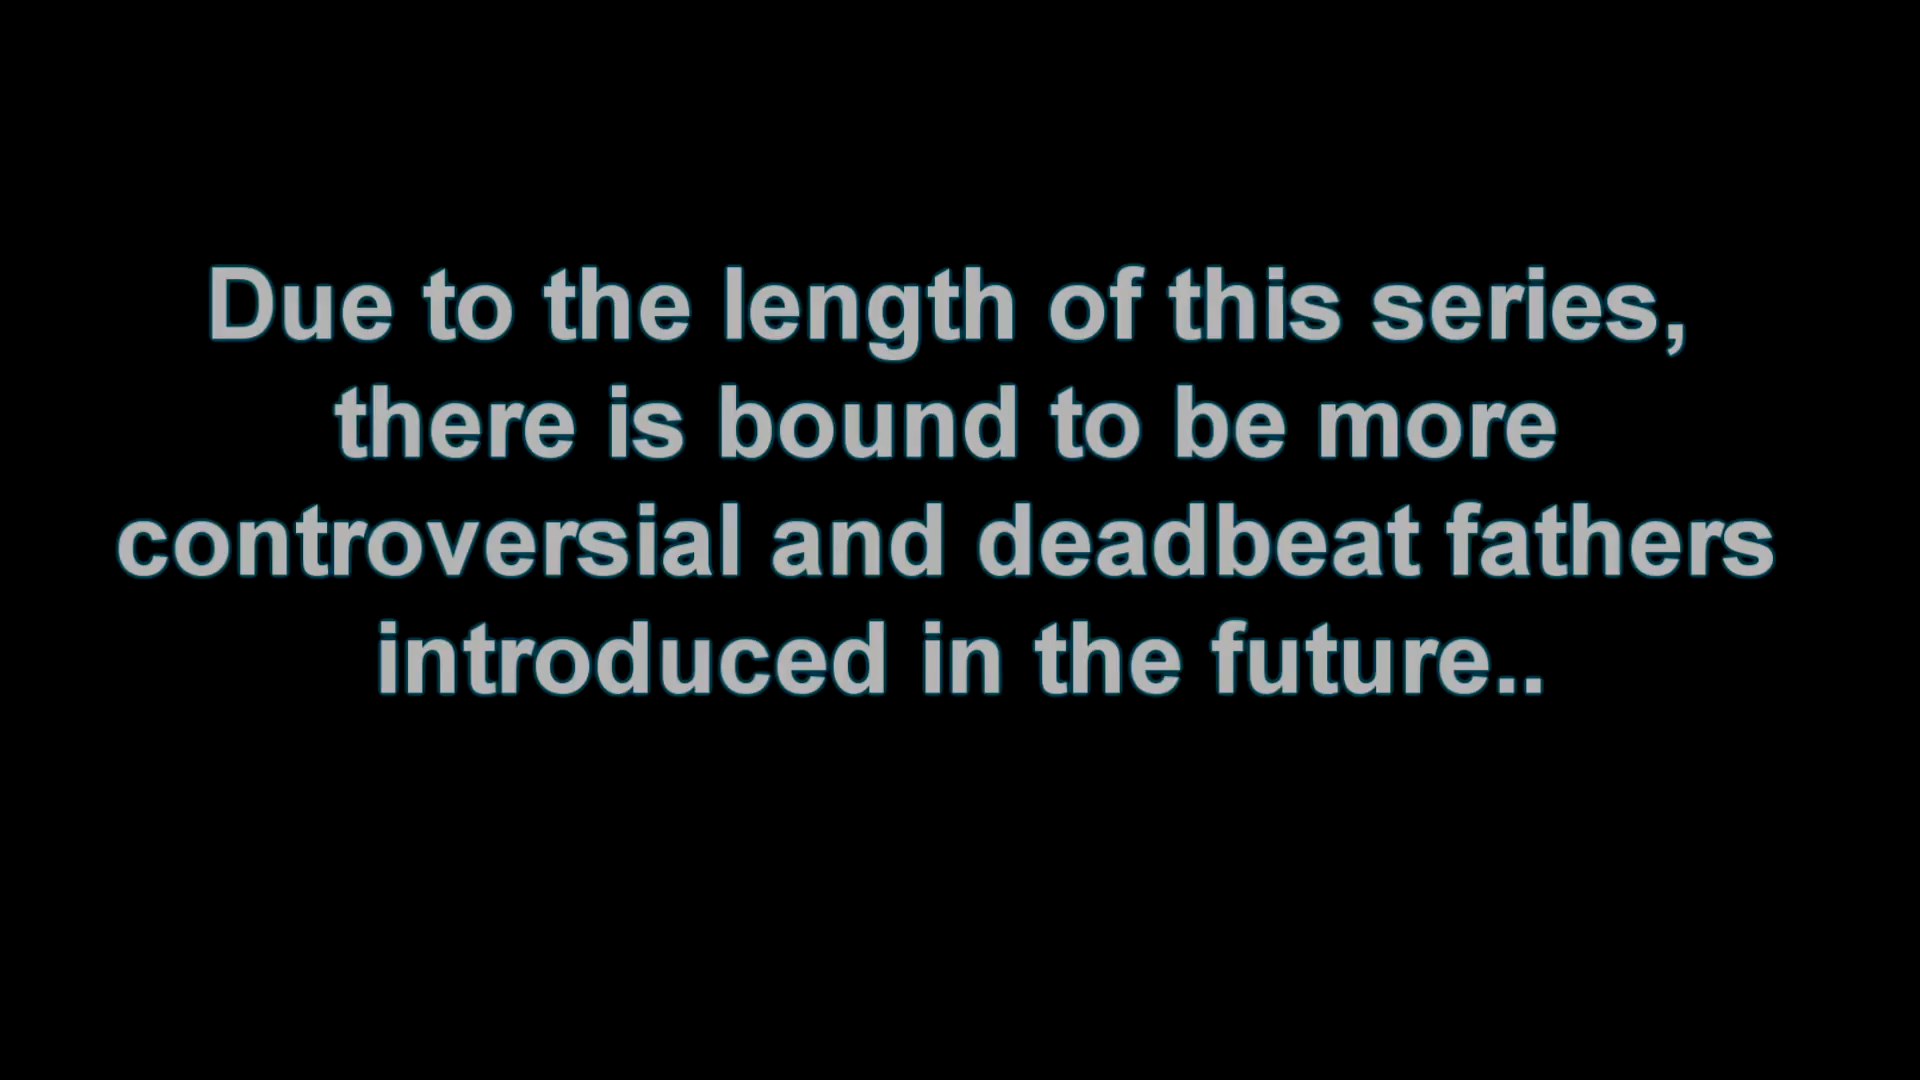 Due to the length of this series,
there is bound to be more
controversial and deadbeat fathers
introduced in the future..